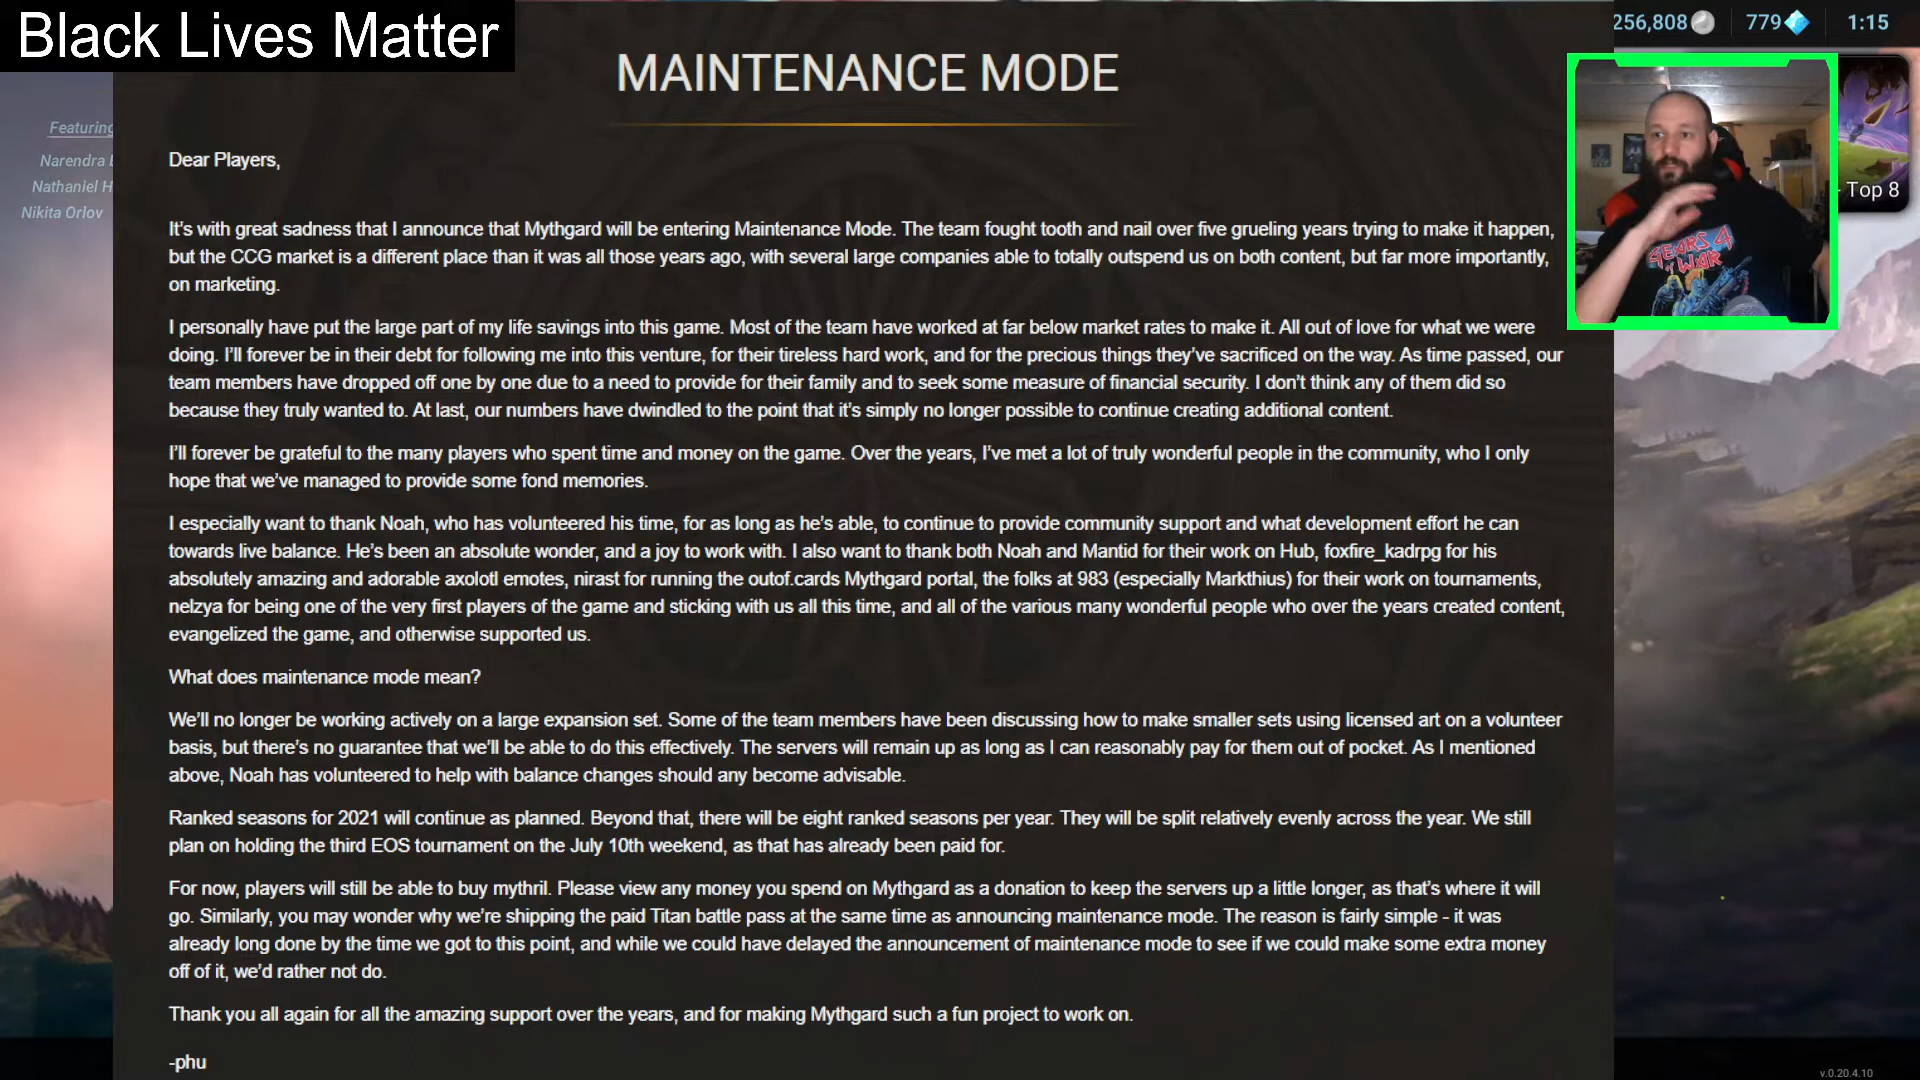 Black Lives Matter
256,808
779
1:15
MAINTENANCE MODE
Featuring
Narendra
Nathaniel H
Nikita Orlov
- Top 8
GEARS 4
OF WAR
Dear Players,
It's with great sadness that I announce that Mythgard will be entering Maintenance Mode. The team fought tooth and nail over five grueling years trying to make it happen,
but the CCG market is a different place than it was all those years ago, with several large companies able to totally outspend us on both content, but far more importantly,
on marketing.
I personally have put the large part of my life savings into this game. Most of the team have worked at far below market rates to make it. All out of love for what we were
doing. I'll forever be in their debt for following me into this venture, for their tireless hard work, and for the precious things they've sacrificed on the way. As time passed, our
team members have dropped off one by one due to a need to provide for their family and to seek some measure of financial security. I don't think any of them did so
because they truly wanted to. At last, our numbers have dwindled to the point that it's simply no longer possible to continue creating additional content.
I'll forever be grateful to the many players who spent time and money on the game. Over the years, I've met a lot of truly wonderful people in the community, who I only
hope that we've managed to provide some fond memories.
I especially want to thank Noah, who has volunteered his time, for as long as he's able, to continue to provide community support and what development effort he can
towards live balance. He's been an absolute wonder, and a joy to work with. I also want to thank both Noah and Mantid for their work on Hub, foxfire_kadrpg for his
absolutely amazing and adorable axolotl emotes, nirast for running the outof.cards Mythgard portal, the folks at 983 (especially Markthius) for their work on tournaments,
nelzya for being one of the very first players of the game and sticking with us all this time, and all of the various many wonderful people who over the years created content,
evangelized the game, and otherwise supported us.
What does maintenance mode mean?
We'll no longer be working actively on a large expansion set. Some of the team members have been discussing how to make smaller sets using licensed art on a volunteer
basis, but there's no guarantee that we'll be able to do this effectively. The servers will remain up as long as I can reasonably pay for them out of pocket. As I mentioned
above, Noah has volunteered to help with balance changes should any become advisable.
Ranked seasons for 2021 will continue as planned. Beyond that, there will be eight ranked seasons per year. They will be split relatively evenly across the year. We still
plan on holding the third EOS tournament on the July 10th weekend, as that has already been paid for.
For now, players will still be able to buy mythril. Please view any money you spend on Mythgard as a donation to keep the servers up a little longer, as that's where it will
go. Similarly, you may wonder why we're shipping the paid Titan battle pass at the same time as announcing maintenance mode. The reason is fairly simple - it was
already long done by the time we got to this point, and while we could have delayed the announcement of maintenance mode to see if we could make some extra money
off of it, we'd rather not do.
Thank you all again for all the amazing support over the years, and for making Mythgard such a fun project to work on.
-phu
v.0.20.4.10